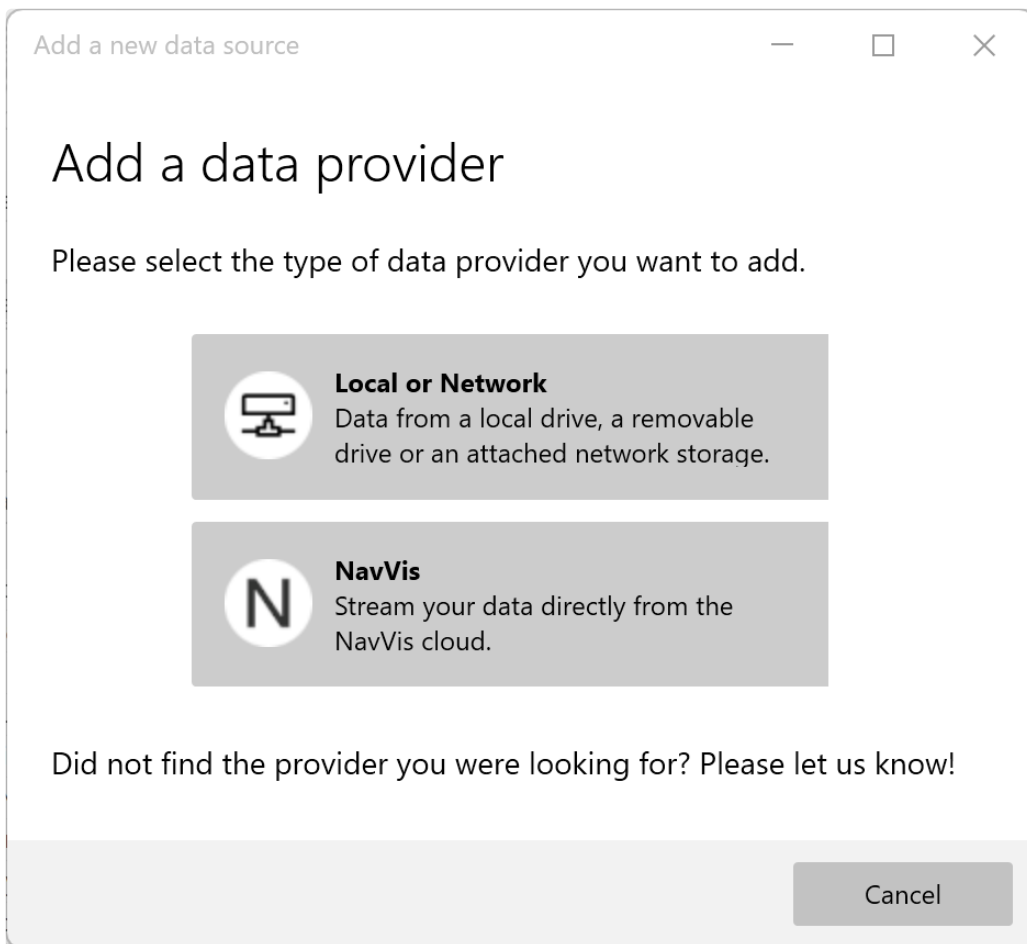 Add a new data source
Add a data provider
Please select the type of data provider you want to add.
Local or Network
Data from a local drive, a removable
drive or an attached network storage.
N
NavVis
Stream your data directly from the
NavVis cloud.
Did not find the provider you were looking for? Please let us know!
Cancel